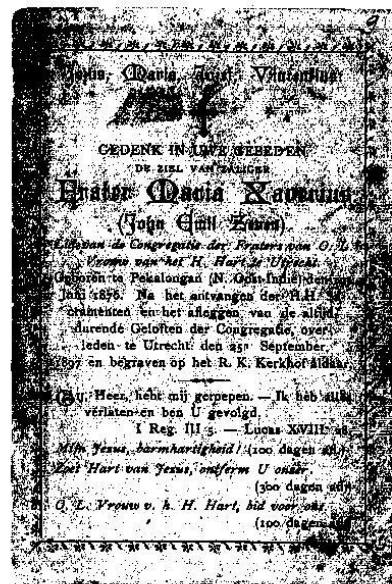 9
Jezus, Maria, Jozef, Vincentius
GEDENK IN UWE GEBEDEN
DE ZIEL VAN ZALIGER
Frater Maria Xaverius
(John Emil)
Lid van de Congregatie der Fraters van O. L.
Vrouw van het H. Hart te Utrecht.
Geboren te Pekalongan (N. Oost-Indië) den
Juni 1876. Na het ontvangen der H.H. Sa-
cramenten en het afleggen van de altijd-
durende Geloften der Congregatie, over-
leden te Utrecht den 25n September
1897 en begraven op het R. K. Kerkhof aldaar.
Gij, Heer, hebt mij geroepen. — Ik heb alles
verlaten en ben U gevolgd.
I Reg. III 5. — Lucas XVIII. 28.
Mijn Jezus, barmhartigheid! (100 dagen afl.)
Zoet Hart van Jezus, ontferm U onzer.
(300 dagen afl.)
O. L. Vrouw v. h. H. Hart, bid voor ons.
(100 dagen afl.)